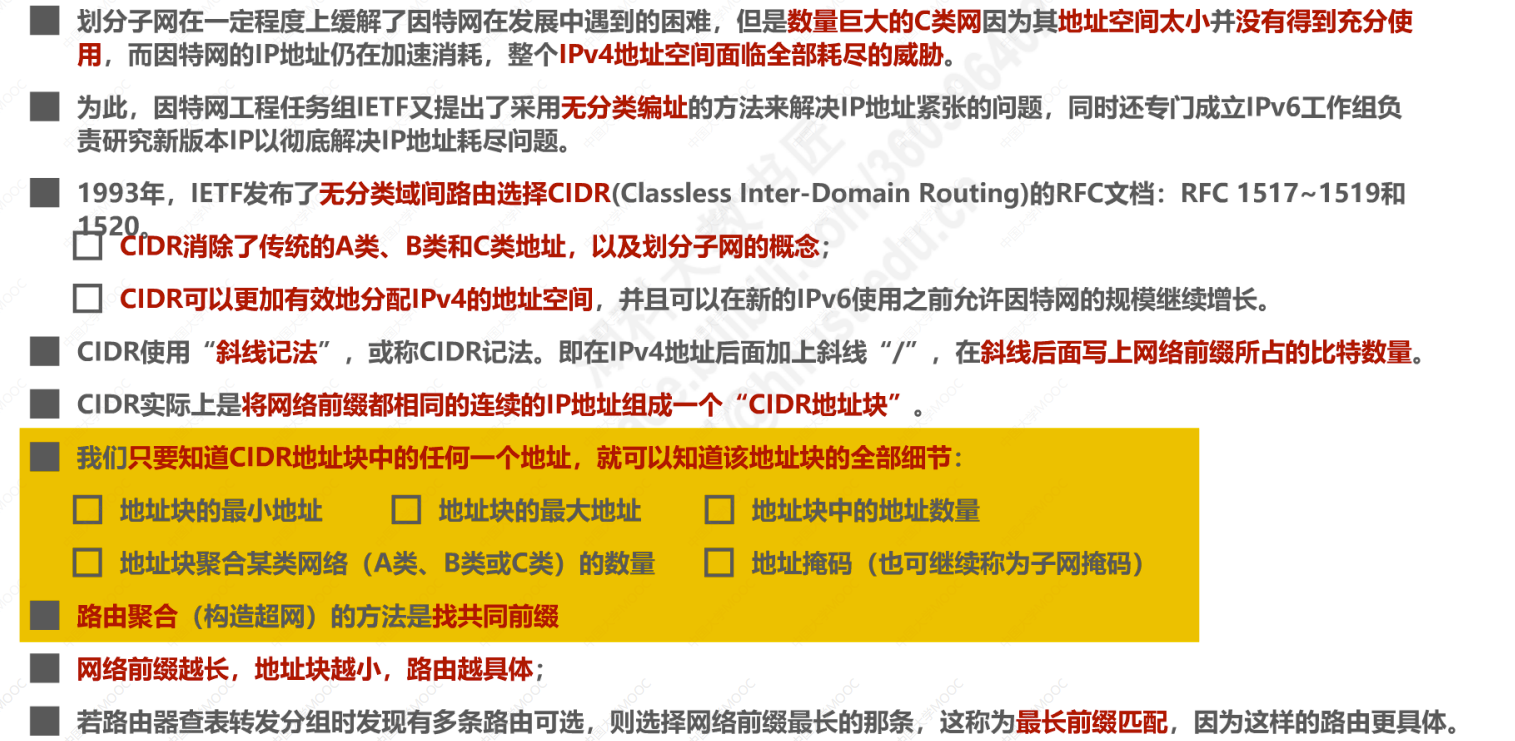 划分子网在一定程度上缓解了因特网在发展中遇到的困难，但是数量巨大的C类网因为其地址空间太小并没有得到充分使
用，而因特网的IP地址仍在加速消耗，整个IPv4地址空间面临全部耗尽的威胁。
为此，因特网工程任务组IETF又提出了采用无分类编址的方法来解决IP地址紧张的问题，同时还专门成立IPv6工作组负
责研究新版本IP以彻底解决IP地址耗尽问题。
1993年，IETF发布了无分类域间路由选择CIDR(Classless Inter-Domain Routing)的RFC文档：RFC 1517~1519和
1520。
CIDR消除了传统的A类、B类和C类地址，以及划分子网的概念；
CIDR可以更加有效地分配IPv4的地址空间，并且可以在新的IPv6使用之前允许因特网的规模继续增长。
CIDR使用“斜线记法”，或称CIDR记法。即在IPv4地址后面加上斜线“/”，在斜线后面写上网络前缀所占的比特数量。
CIDR实际上是将网络前缀都相同的连续的IP地址组成一个“CIDR地址块”。
我们只要知道CIDR地址块中的任何一个地址，就可以知道该地址块的全部细节：
地址块的最小地址 地址块的最大地址 地址块中的地址数量
地址块聚合某类网络（A类、B类或C类）的数量 地址掩码（也可继续称为子网掩码）
路由聚合（构造超网）的方法是找共同前缀
网络前缀越长，地址块越小，路由越具体；
若路由器查表转发分组时发现有多条路由可选，则选择网络前缀最长的那条，这称为最长前缀匹配，因为这样的路由更具体。